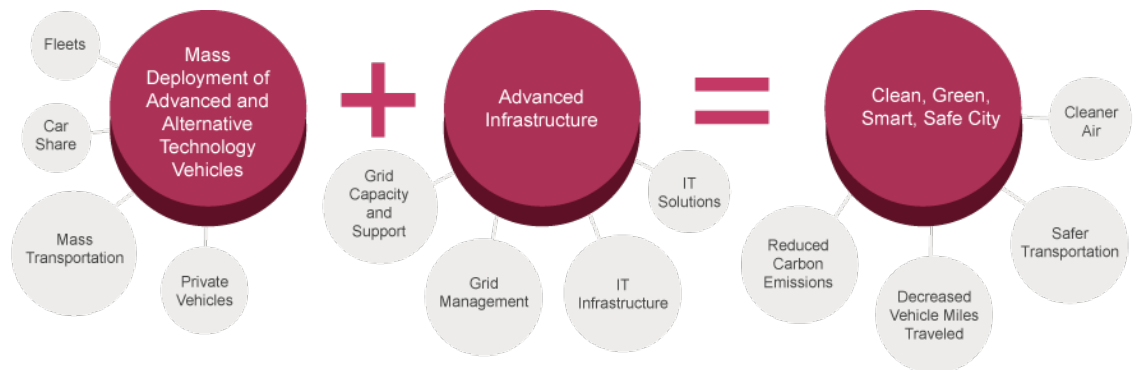 Mass
Deployment of
Advanced and
Alternative
Technology
Vehicles
Fleets
Car
Share
Mass
Transportation
Private
Vehicles
+
Advanced
Infrastructure
Grid
Capacity
and
Support
Grid
Management
IT
Infrastructure
IT
Solutions
=
Clean, Green,
Smart, Safe City
Reduced
Carbon
Emissions
Decreased
Vehicle Miles
Traveled
Safer
Transportation
Cleaner
Air